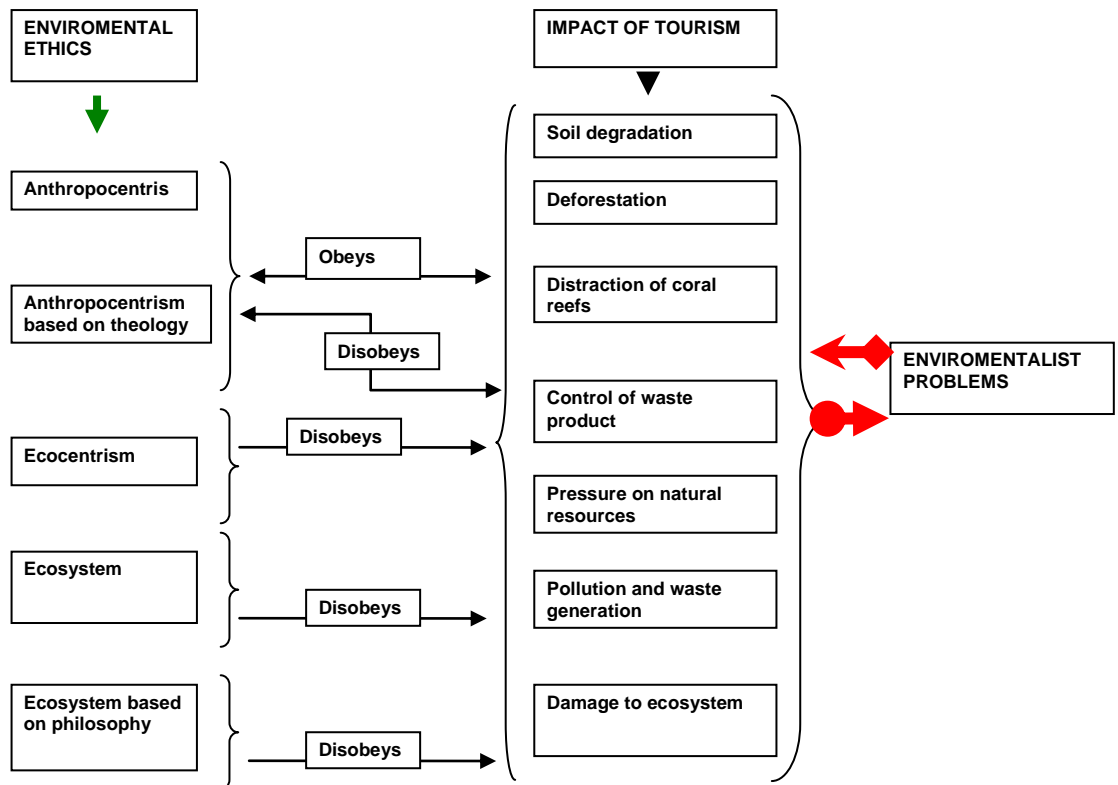 ENVIROMENTAL
ETHICS
Anthropocentris
Anthropocentrism
based on theology
Ecocentrism
Ecosystem
Ecosystem based
on philosophy
Obeys
Disobeys
Disobeys
Disobeys
Disobeys
IMPACT OF TOURISM
Soil degradation
Deforestation
Distraction of coral
reefs
Control of waste
product
Pressure on natural
resources
Pollution and waste
generation
Damage to ecosystem
ENVIROMENTALIST
PROBLEMS